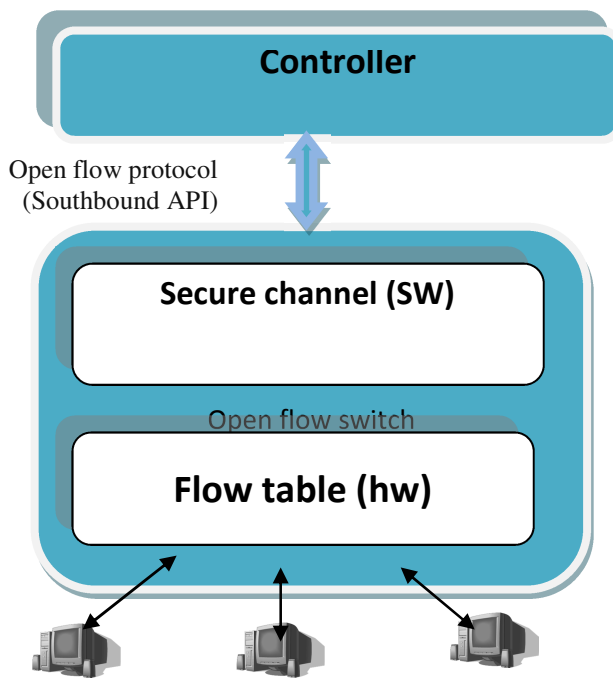 Controller
Open flow protocol
(Southbound API)
Secure channel (SW)
Open flow switch
Flow table (hw)